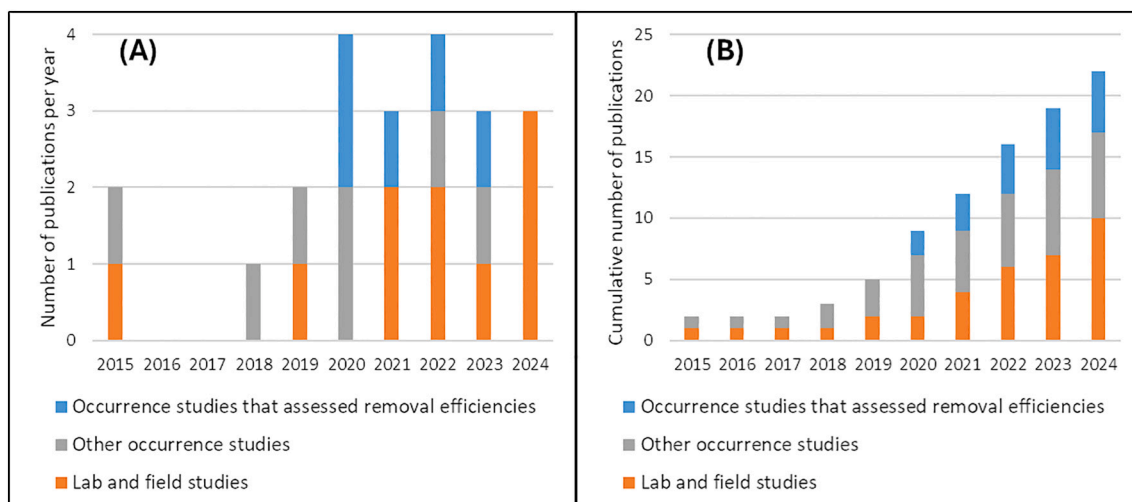 (A)
Number of publications per year
4
3
2
1
0
2015 2016 2017 2018 2019 2020 2021 2022 2023 2024
Occurrence studies that assessed removal efficiencies
Other occurrence studies
Lab and field studies
(B)
Cumulative number of publications
25
20
15
10
5
0
2015 2016 2017 2018 2019 2020 2021 2022 2023 2024
Occurrence studies that assessed removal efficiencies
Other occurrence studies
Lab and field studies